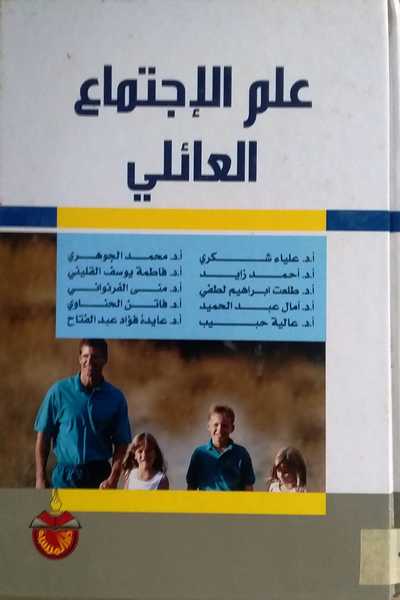 علم الإجتماع
العائلي
أ.د. علياء شكري
أ.د. محمد الجوهري
أ.د. أحمد زايد
أ.د. فاطمة يوسف القليني
أ.د. طلعت ابراهيم لطفي
أ.د. منى الفرنواني
أ.د. آمال عبد الحميد
أ.د. فاتن الحناوي
أ.د. عالية حبيب
أ.د. عايدة فؤاد عبد الفتاح